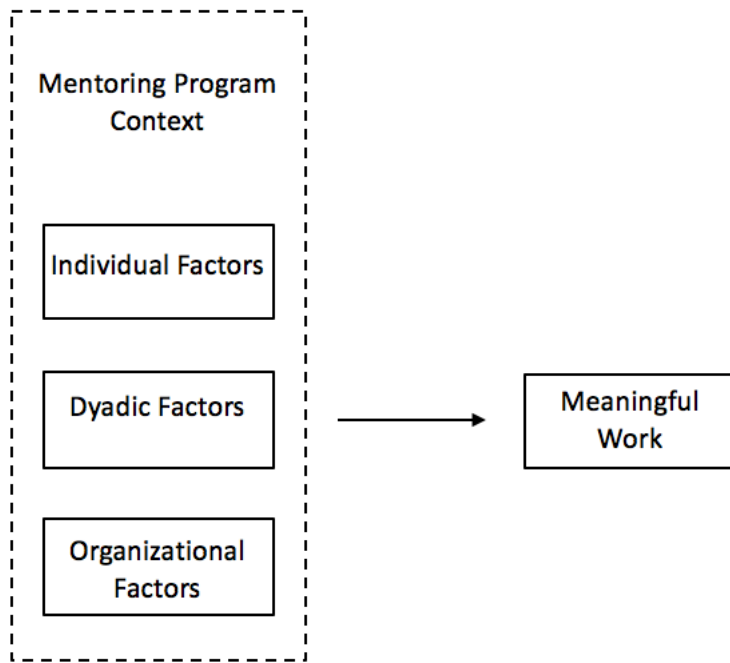 Mentoring Program
Context
Individual Factors
Dyadic Factors
Organizational
Factors
Meaningful
Work